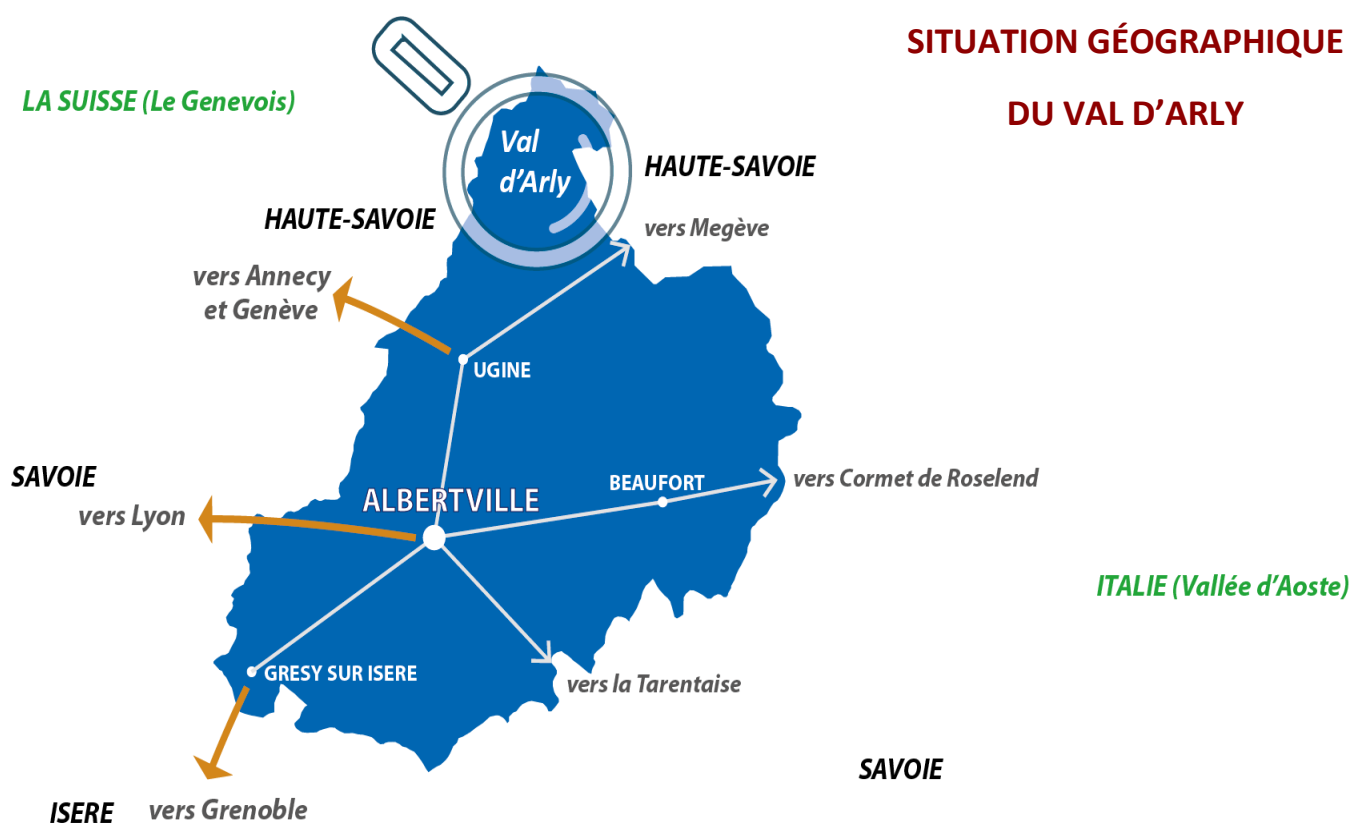 SITUATION GÉOGRAPHIQUE
DU VAL D’ARLY
LA SUISSE (Le Genevois)
Val
d’Arly
HAUTE-SAVOIE
HAUTE-SAVOIE
vers Megève
vers Annecy
et Genève
UGINE
SAVOIE
vers Lyon
ALBERTVILLE
BEAUFORT
vers Cormet de Roselend
ITALIE (Vallée d’Aoste)
GRESY SUR ISERE
vers la Tarentaise
SAVOIE
ISERE
vers Grenoble